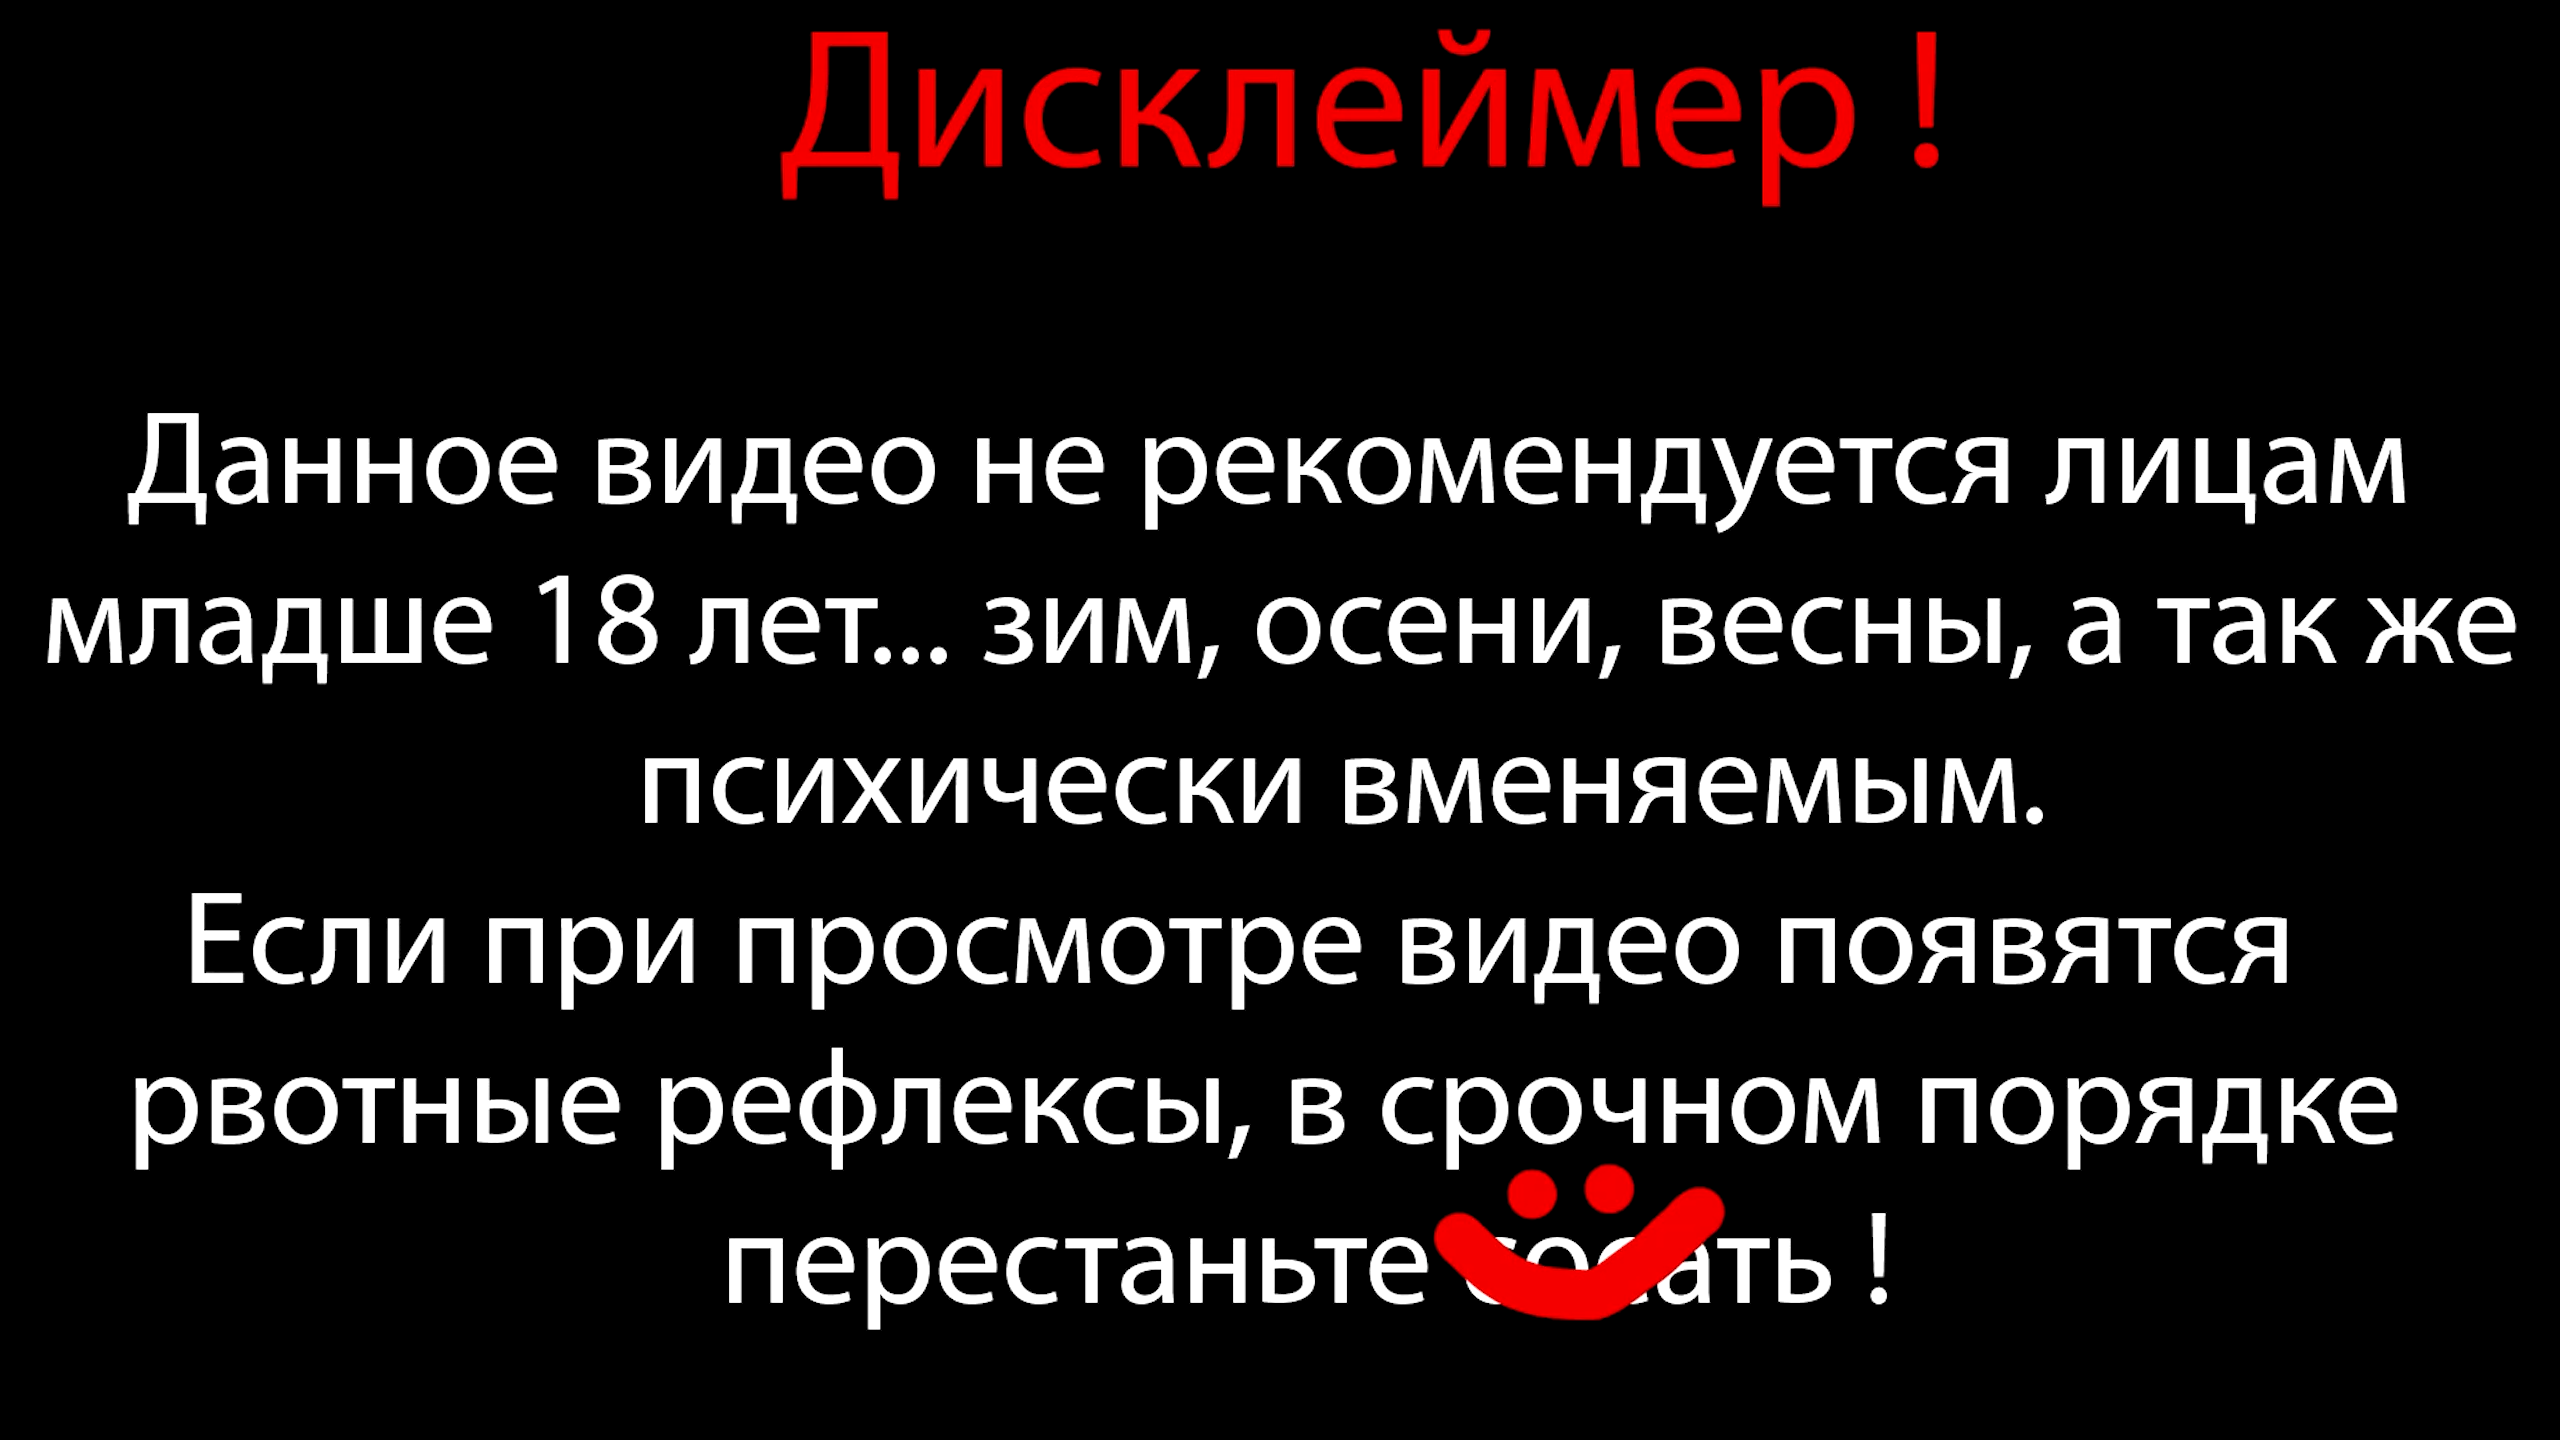 Дисклеймер !
Данное видео не рекомендуется лицам
младше 18 лет... зим, осени, весны, а так же
психически вменяемым.
Если при просмотре видео появятся
рвотные рефлексы, в срочном порядке
перестаньте сосать !